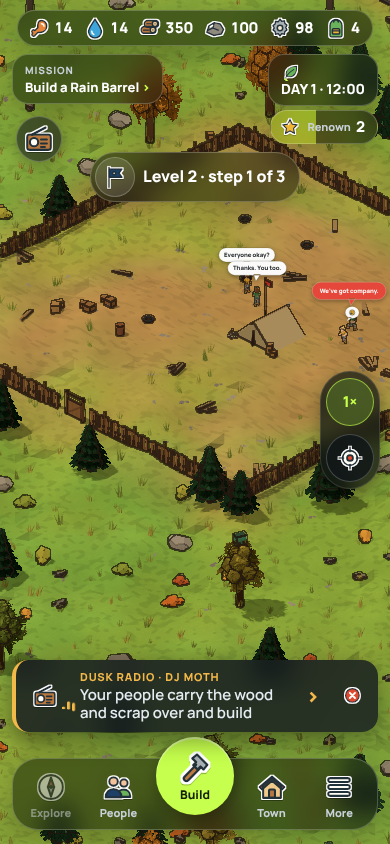 14 14 350 100 98 4
MISSION
Build a Rain Barrel ›
DAY 1 · 12:00
Renown 2
Level 2 · step 1 of 3
Everyone okay?
Thanks. You too.
We've got company.
1×
DUSK RADIO · DJ MOTH
Your people carry the wood
and scrap over and build
Build
Explore People Town More